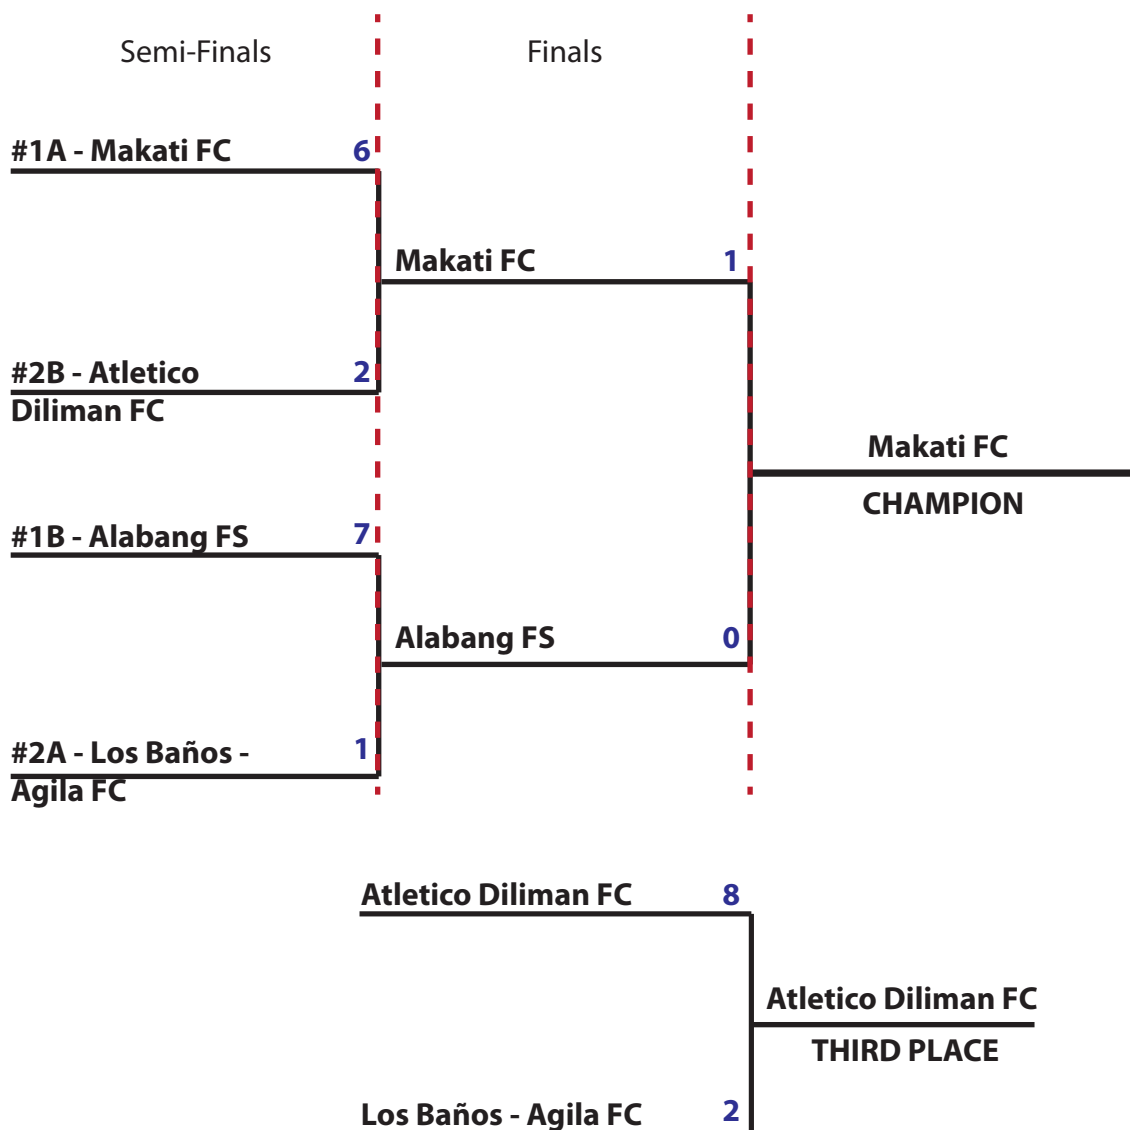 Semi-Finals
Finals
#1A - Makati FC 6
Makati FC 1
#2B - Atletico 2
Diliman FC
Makati FC
CHAMPION
#1B - Alabang FS 7
Alabang FS 0
#2A - Los Baños - 1
Agila FC
Atletico Diliman FC 8
Atletico Diliman FC
THIRD PLACE
Los Baños - Agila FC 2